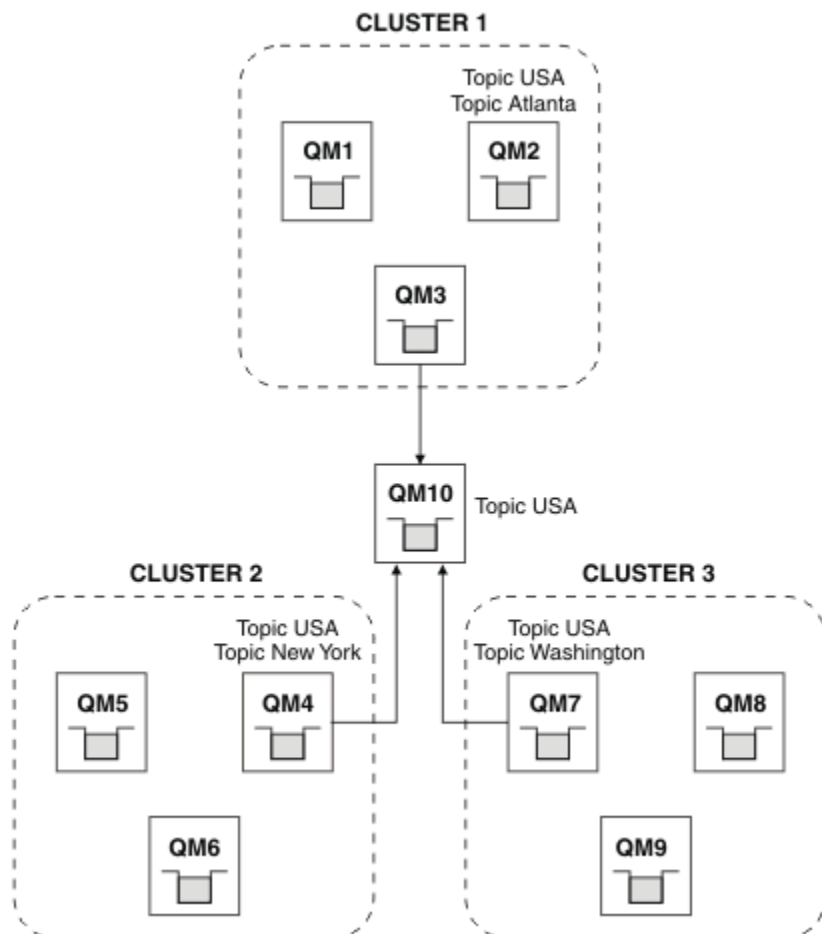 CLUSTER 1
Topic USA
Topic Atlanta
QM1
QM2
QM3
QM10
Topic USA
CLUSTER 2
CLUSTER 3
Topic USA
Topic New York
Topic USA
Topic Washington
QM5
QM4
QM7
QM8
QM6
QM9